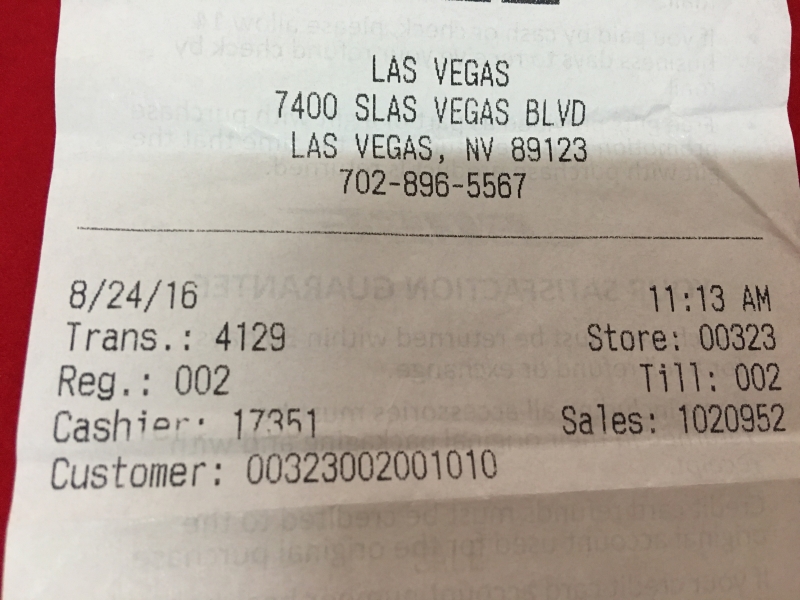 LAS VEGAS
7400 SLAS VEGAS BLVD
LAS VEGAS, NV 89123
702-896-5567
8/24/16 11:13 AM
Trans.: 4129 Store: 00323
Reg.: 002 Till: 002
Cashier: 17351 Sales: 1020952
Customer: 00323002001010